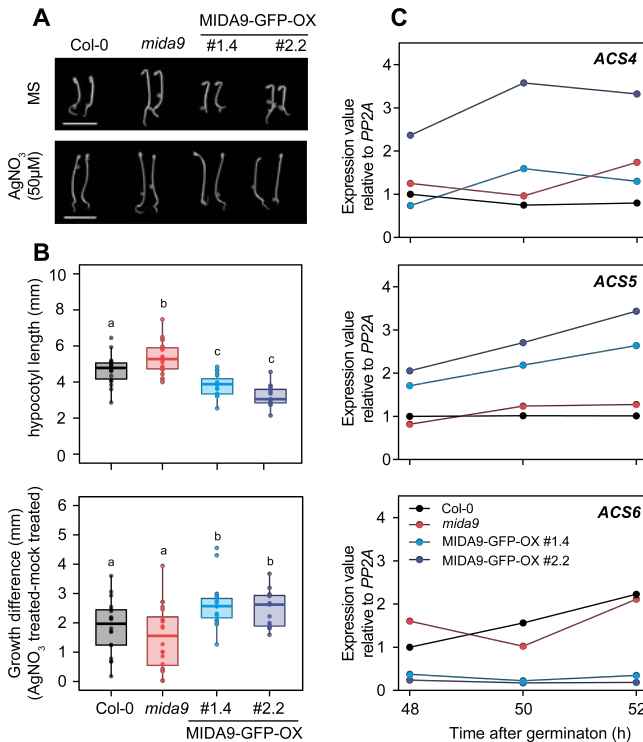 A
MIDA9-GFP-OX
Col-0 mida9 #1.4 #2.2
MS
AgNO3
(50µM)
B
hypocotyl length (mm)
10
8
6
4
2
0
a
b
c
c
Growth difference (mm)
(AgNO3 treated-mock treated)
6
5
4
3
2
1
0
a
a
b
b
Col-0 mida9 #1.4 #2.2
MIDA9-GFP-OX
C
ACS4
Expression value
relative to PP2A
4
3
2
1
0
ACS5
Expression value
relative to PP2A
4
3
2
1
0
ACS6
Col-0
mida9
MIDA9-GFP-OX #1.4
MIDA9-GFP-OX #2.2
Expression value
relative to PP2A
4
3
2
1
0
48 50 52
Time after germinaton (h)